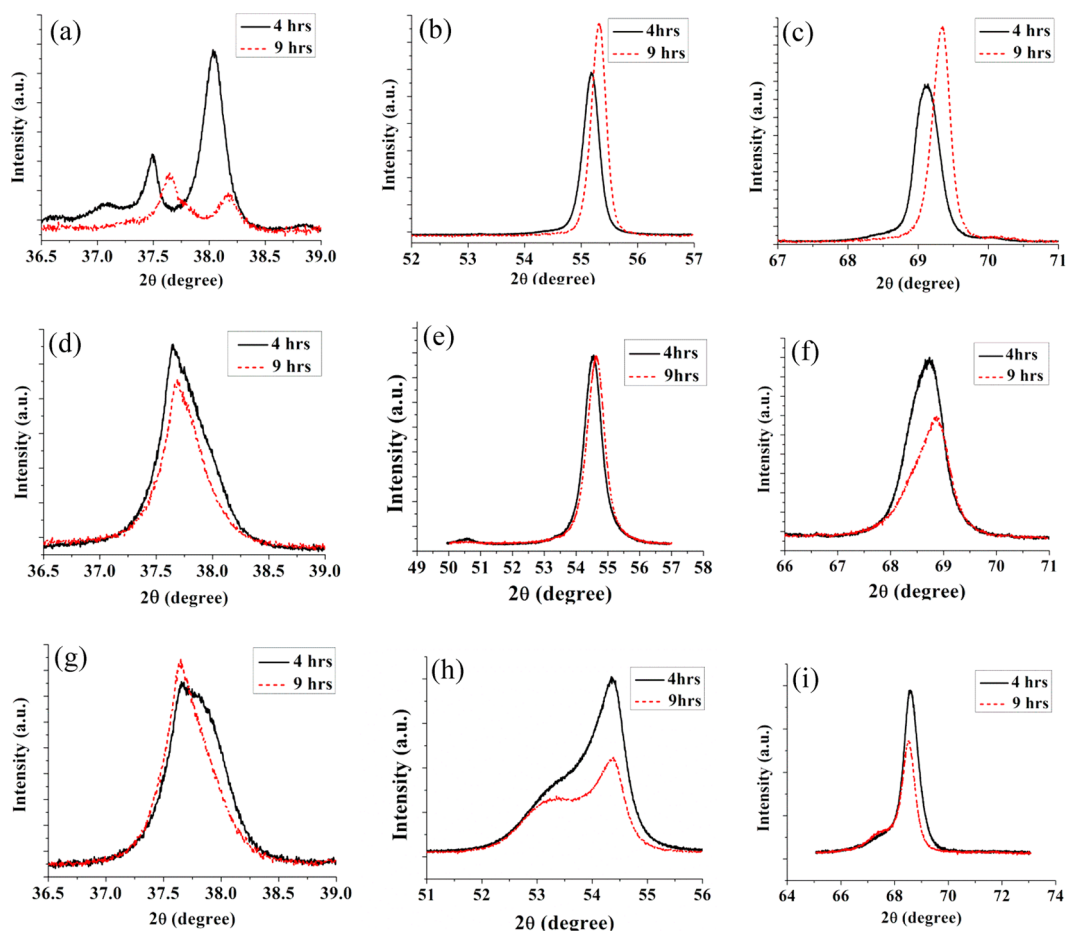 (a)
4 hrs
9 hrs
Intensity (a.u.)
36.5 37.0 37.5 38.0 38.5 39.0
2θ (degree)
(b)
4hrs
9 hrs
Intensity (a.u.)
52 53 54 55 56 57
2θ (degree)
(c)
4 hrs
9 hrs
Intensity (a.u.)
67 68 69 70 71
2θ (degree)
(d)
4 hrs
9 hrs
Intensity (a.u.)
36.5 37.0 37.5 38.0 38.5 39.0
2θ (degree)
(e)
4hrs
9hrs
Intensity (a.u.)
49 50 51 52 53 54 55 56 57 58
2θ (degree)
(f)
4hrs
9 hrs
Intensity (a.u.)
66 67 68 69 70 71
2θ (degree)
(g)
4 hrs
9 hrs
Intensity (a.u.)
36.5 37.0 37.5 38.0 38.5 39.0
2θ (degree)
(h)
4hrs
9hrs
Intensity (a.u.)
51 52 53 54 55 56
2θ (degree)
(i)
4 hrs
9 hrs
Intensity (a.u.)
64 66 68 70 72 74
2θ (degree)